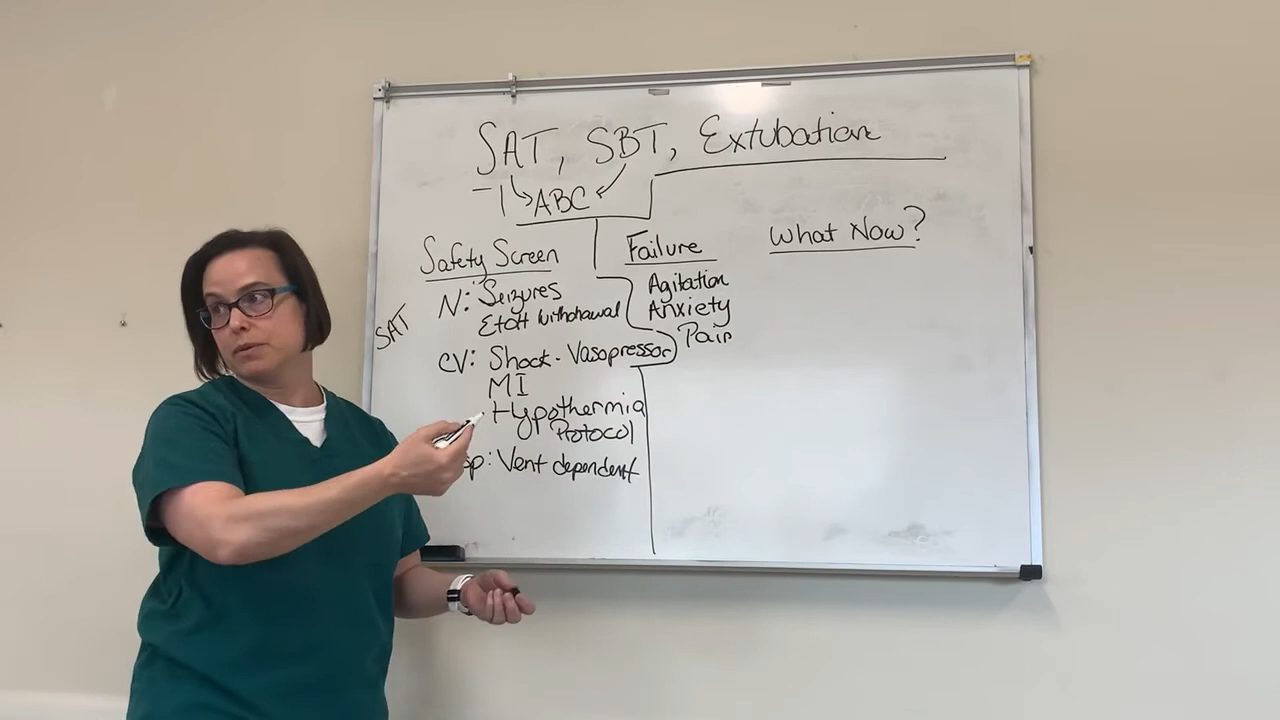 SAT, SBT, Extubation
ABC
Safety Screen
SAT
N: Seizures
EtOH withdrawal
CV: Shock - Vasopressor
MI
Hypothermia
Protocol
sp: Vent dependent
Failure
Agitation
Anxiety
Pain
What Now?